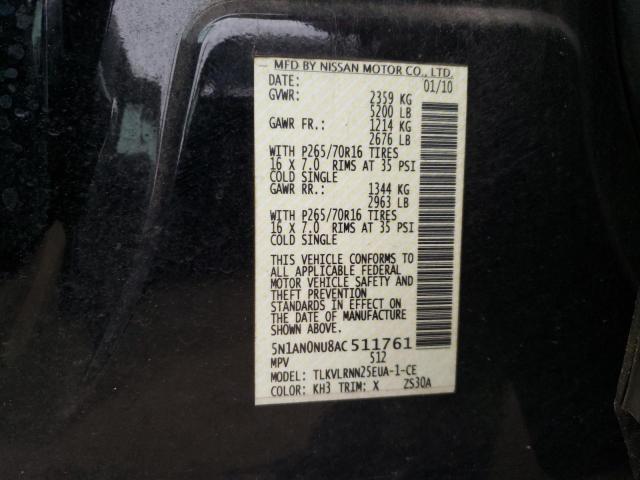 MFD BY NISSAN MOTOR CO., LTD.
DATE: 01/10
GVWR: 2359 KG
5200 LB
GAWR FR.: 1214 KG
2676 LB
WITH P265/70R16 TIRES
16 X 7.0 RIMS AT 35 PSI
COLD SINGLE
GAWR RR.: 1344 KG
2963 LB
WITH P265/70R16 TIRES
16 X 7.0 RIMS AT 35 PSI
COLD SINGLE
THIS VEHICLE CONFORMS TO
ALL APPLICABLE FEDERAL
MOTOR VEHICLE SAFETY AND
THEFT PREVENTION
STANDARDS IN EFFECT ON
THE DATE OF MANUFACTURE
SHOWN ABOVE.
5N1AN0NU8AC 511761
MPV 512
MODEL: TLKVLRNN25EUA-1-CE
COLOR: KH3 TRIM: X ZS30A